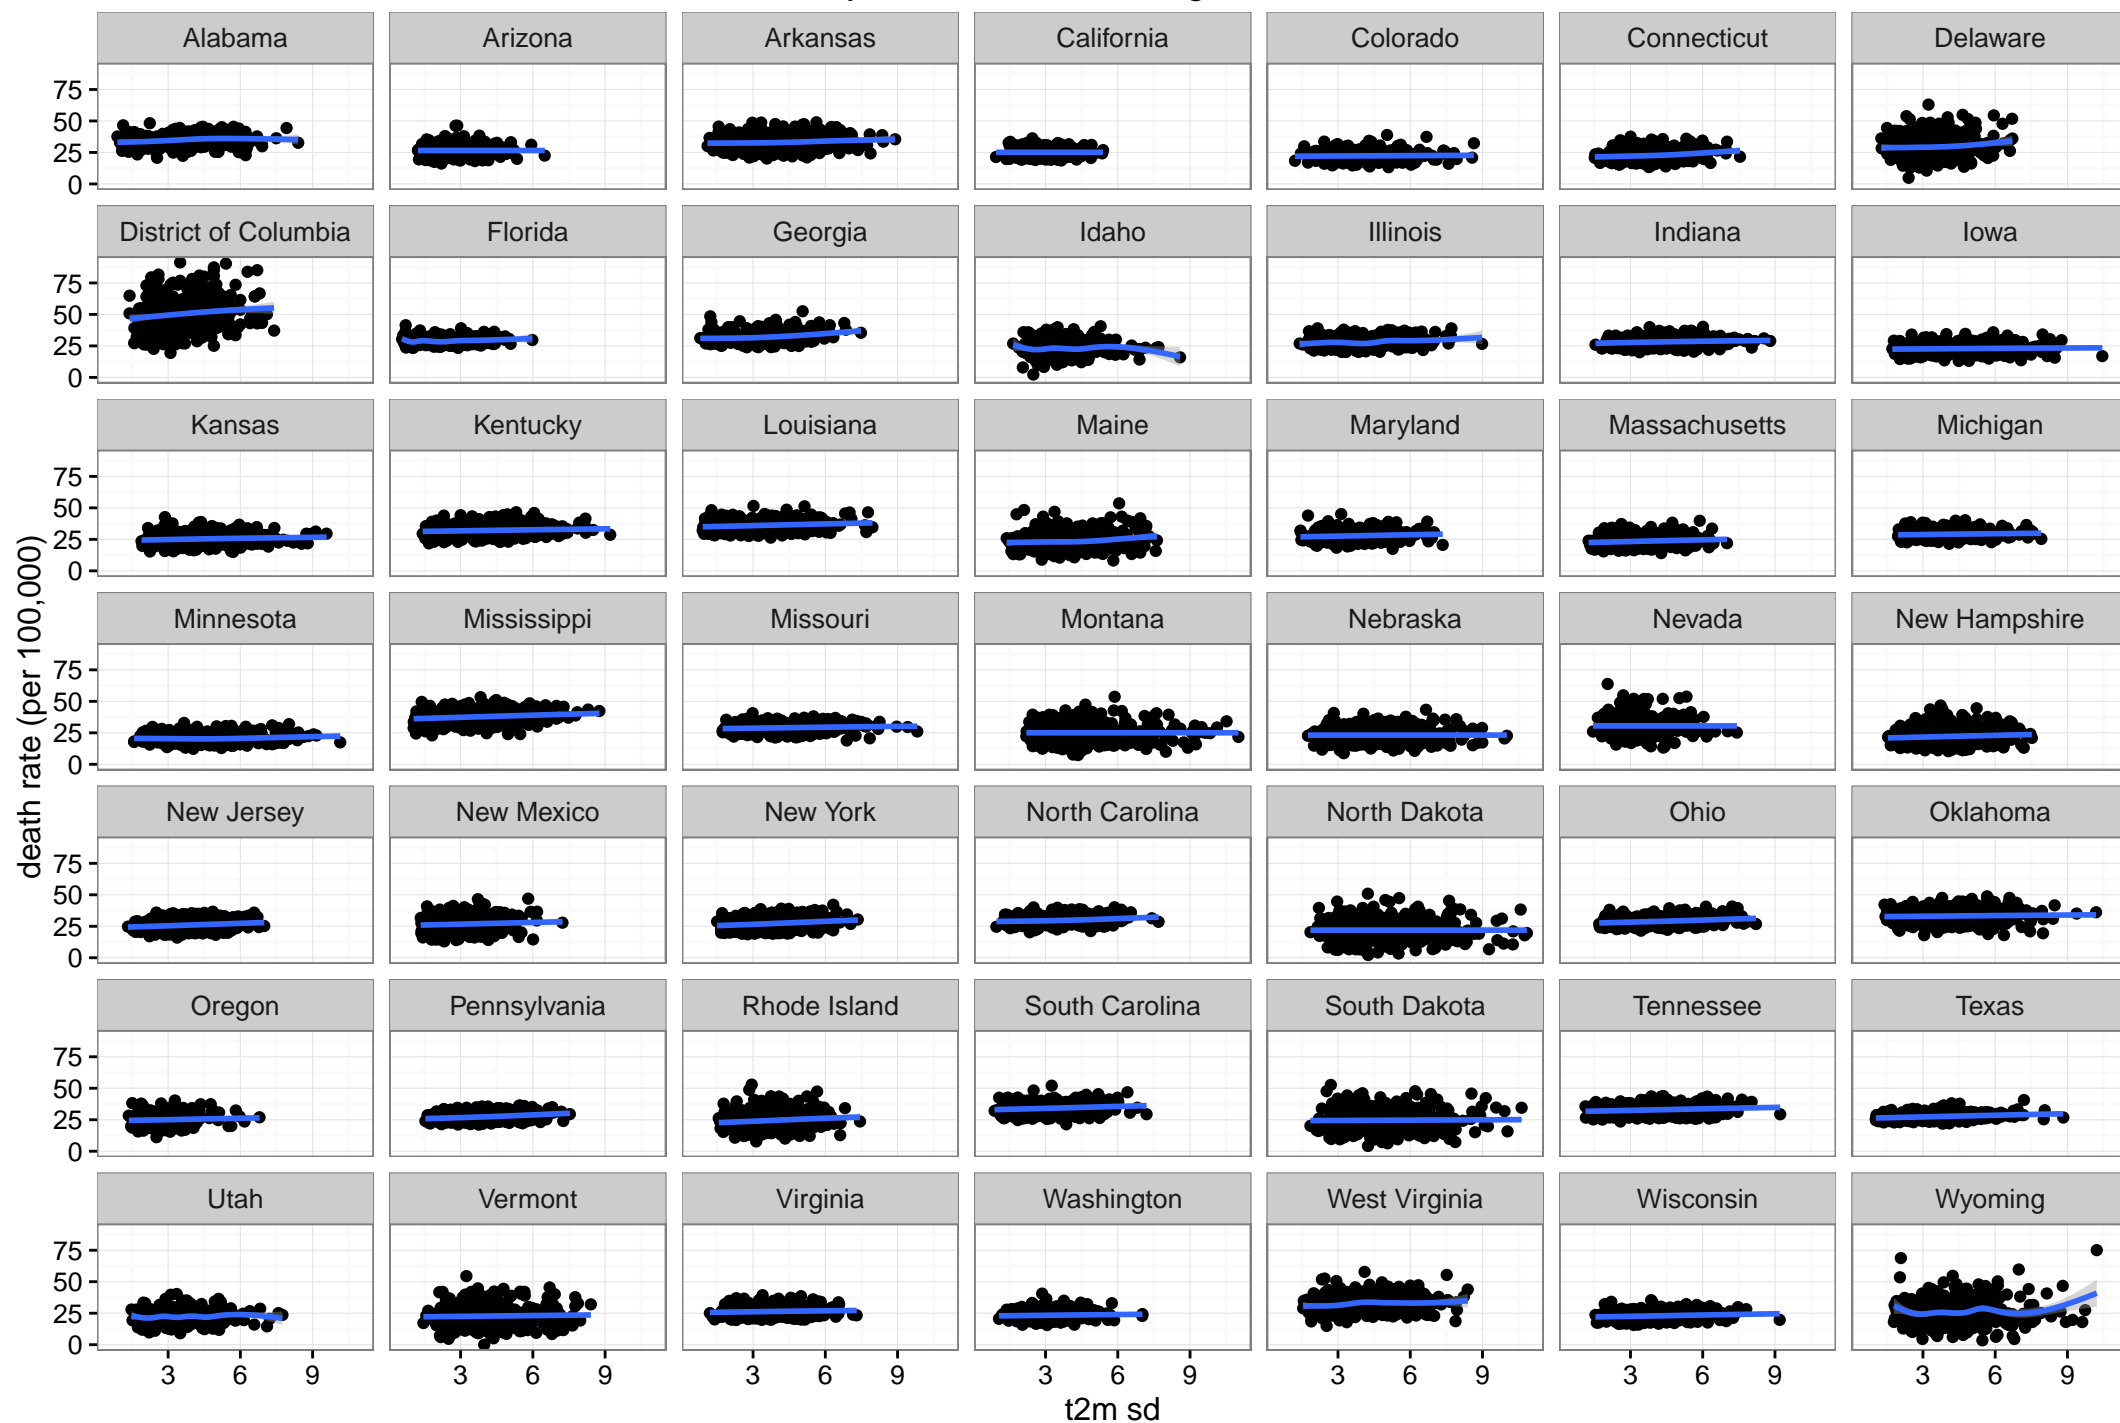 Alabama Arizona Arkansas California Colorado Connecticut Delaware
75
50
25
0
District of Columbia Florida Georgia Idaho Illinois Indiana Iowa
75
50
25
0
Kansas Kentucky Louisiana Maine Maryland Massachusetts Michigan
75
50
25
0
death rate (per 100,000)
Minnesota Mississippi Missouri Montana Nebraska Nevada New Hampshire
75
50
25
0
New Jersey New Mexico New York North Carolina North Dakota Ohio Oklahoma
75
50
25
0
Oregon Pennsylvania Rhode Island South Carolina South Dakota Tennessee Texas
75
50
25
0
Utah Vermont Virginia Washington West Virginia Wisconsin Wyoming
75
50
25
0
3 6 9 3 6 9 3 6 9 3 6 9 3 6 9 3 6 9 3 6 9
t2m sd